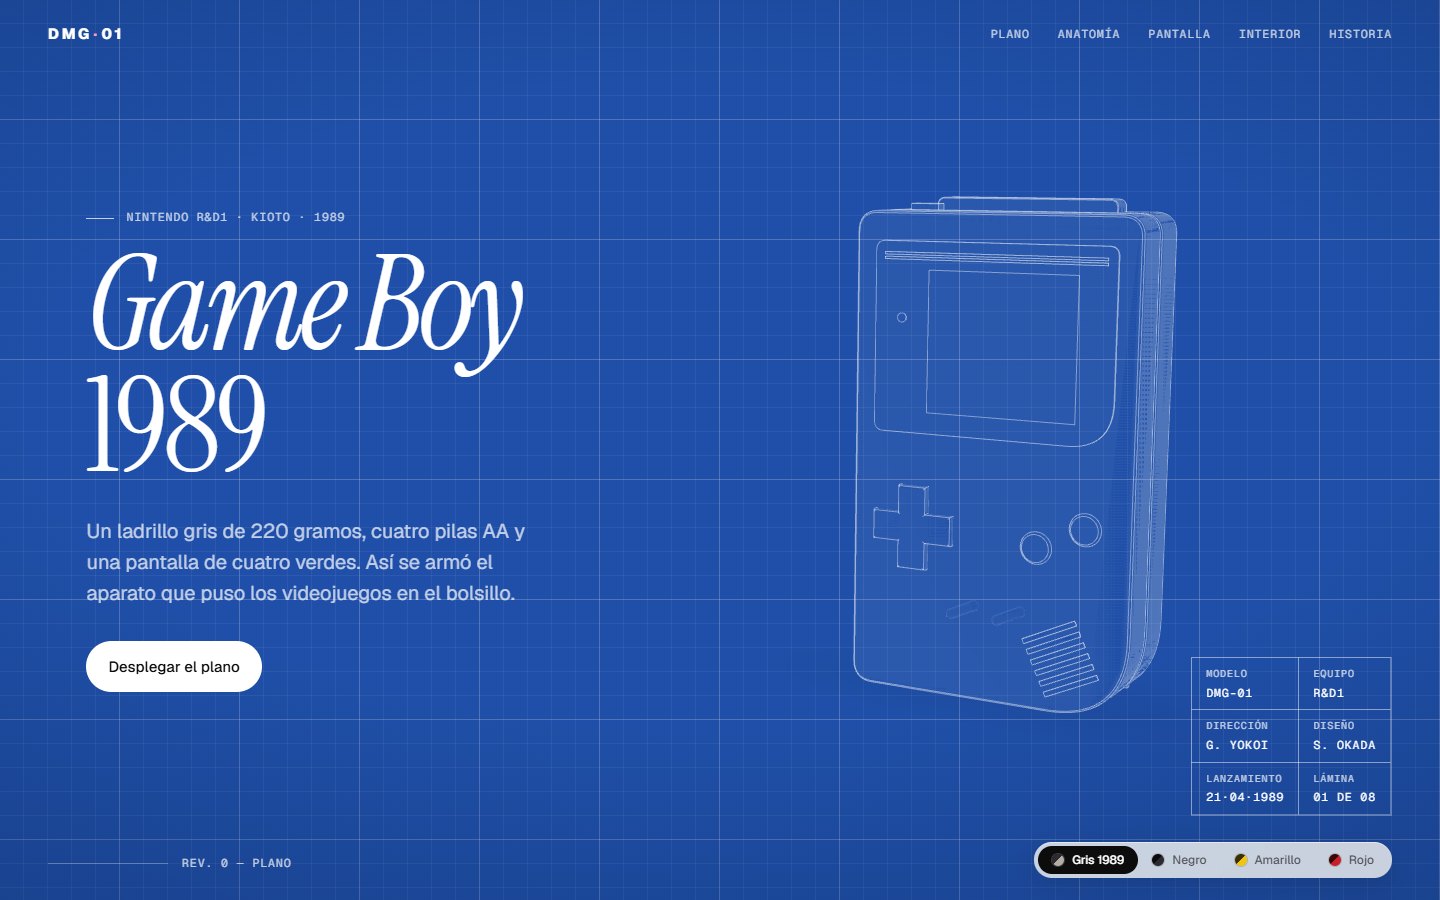 DMG·01
PLANO
ANATOMÍA
PANTALLA
INTERIOR
HISTORIA
NINTENDO R&D1 · KIOTO · 1989
Game Boy
1989
Un ladrillo gris de 220 gramos, cuatro pilas AA y
una pantalla de cuatro verdes. Así se armó el
aparato que puso los videojuegos en el bolsillo.
Desplegar el plano
MODELO
DMG-01
EQUIPO
R&D1
DIRECCIÓN
G. YOKOI
DISEÑO
S. OKADA
LANZAMIENTO
21·04·1989
LÁMINA
01 DE 08
REV. 0 — PLANO
Gris 1989
Negro
Amarillo
Rojo